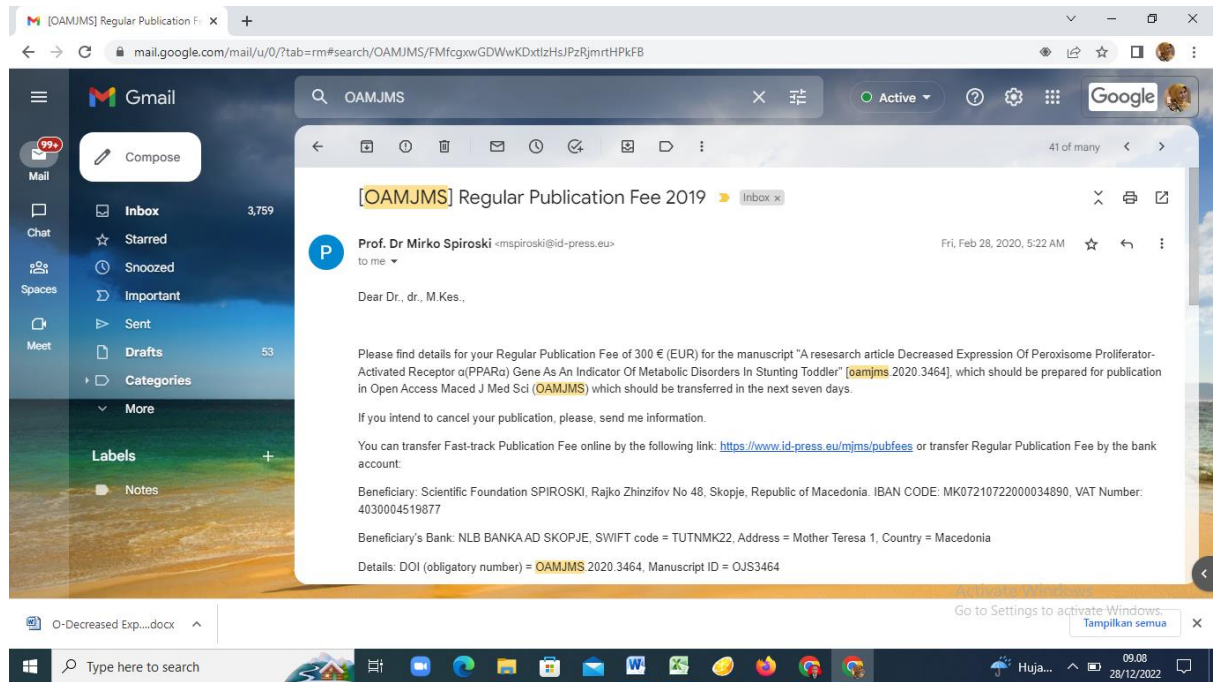 [OAMJMS] Regular Publication F
mail.google.com/mail/u/0/?tab=rm#search/OAMJMS/FMfcgxwGDWwKDxtlzHsJPzRjmrtHPkFB
Gmail
OAMJMS
Active
Google
99+
Mail
Compose
41 of many
Chat
Spaces
Meet
Inbox 3,759
Starred
Snoozed
Important
Sent
Drafts 53
Categories
More
Labels +
Notes
[OAMJMS] Regular Publication Fee 2019 Inbox x
P
Prof. Dr Mirko Spiroski <mspiroski@id-press.eu> Fri, Feb 28, 2020, 5:22 AM
to me
Dear Dr., dr., M.Kes.,
Please find details for your Regular Publication Fee of 300 € (EUR) for the manuscript "A resesarch article Decreased Expression Of Peroxisome Proliferator-
Activated Receptor α(PPARα) Gene As An Indicator Of Metabolic Disorders In Stunting Toddler" [oamjms.2020.3464], which should be prepared for publication
in Open Access Maced J Med Sci (OAMJMS) which should be transferred in the next seven days.
If you intend to cancel your publication, please, send me information.
You can transfer Fast-track Publication Fee online by the following link: https://www.id-press.eu/mjms/pubfees or transfer Regular Publication Fee by the bank
account:
Beneficiary: Scientific Foundation SPIROSKI, Rajko Zhinzifov No 48, Skopje, Republic of Macedonia. IBAN CODE: MK07210722000034890, VAT Number:
4030004519877
Beneficiary's Bank: NLB BANKA AD SKOPJE, SWIFT code = TUTNMK22, Address = Mother Teresa 1, Country = Macedonia
Details: DOI (obligatory number) = OAMJMS.2020.3464, Manuscript ID = OJS3464
Activate Windows
Go to Settings to activate Windows.
O-Decreased Exp....docx
Tampilkan semua
Type here to search
Huja...
09.08
28/12/2022